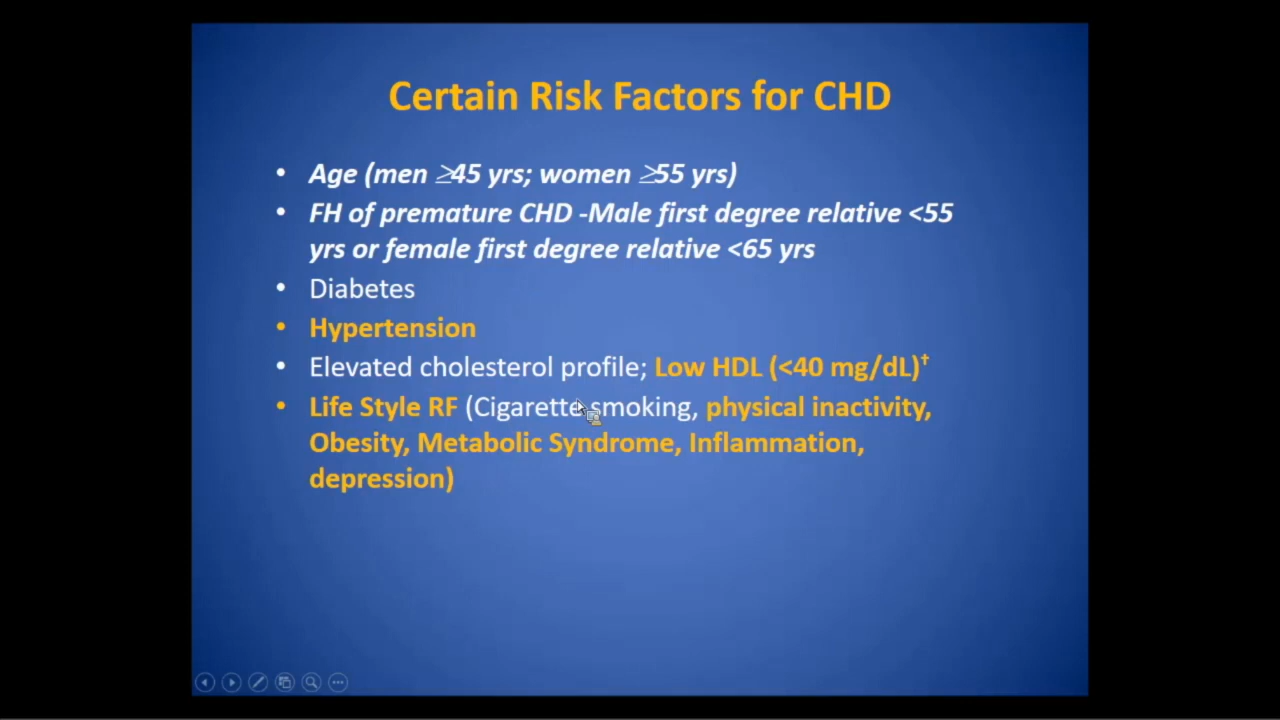 Certain Risk Factors for CHD
• Age (men ≥45 yrs; women ≥55 yrs)
• FH of premature CHD -Male first degree relative <55
yrs or female first degree relative <65 yrs
• Diabetes
• Hypertension
• Elevated cholesterol profile; Low HDL (<40 mg/dL)†
• Life Style RF (Cigarette smoking, physical inactivity,
Obesity, Metabolic Syndrome, Inflammation,
depression)